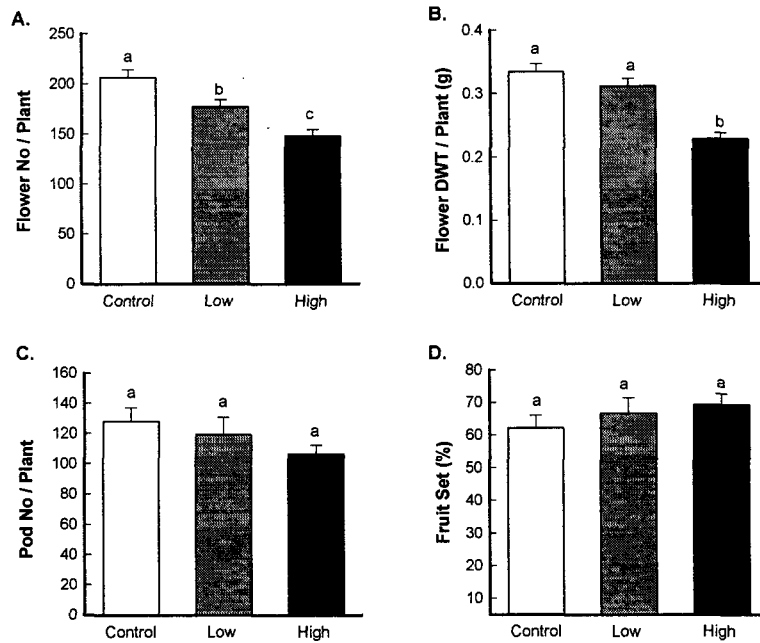 A.
Flower No / Plant
250
200
150
100
50
0
a
b
c
Control Low High
B.
Flower DWT / Plant (g)
0.4
0.3
0.2
0.1
0.0
a
a
b
Control Low High
C.
Pod No / Plant
160
140
120
100
80
60
40
20
0
a
a
a
Control Low High
D.
Fruit Set (%)
80
70
60
50
40
30
20
10
a
a
a
Control Low High